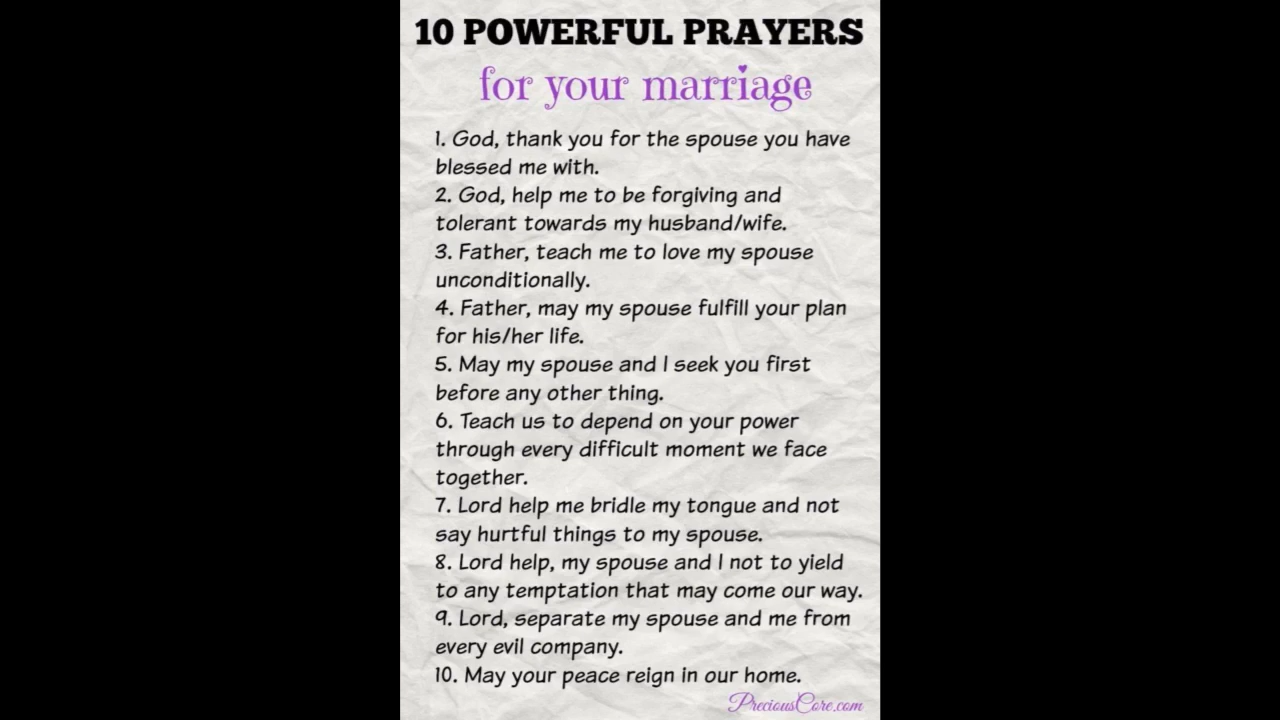 10 POWERFUL PRAYERS
for your marriage
1. God, thank you for the spouse you have
blessed me with.
2. God, help me to be forgiving and
tolerant towards my husband/wife.
3. Father, teach me to love my spouse
unconditionally.
4. Father, may my spouse fulfill your plan
for his/her life.
5. May my spouse and I seek you first
before any other thing.
6. Teach us to depend on your power
through every difficult moment we face
together.
7. Lord help me bridle my tongue and not
say hurtful things to my spouse.
8. Lord help, my spouse and I not to yield
to any temptation that may come our way.
9. Lord, separate my spouse and me from
every evil company.
10. May your peace reign in our home.
PreciousCore.com